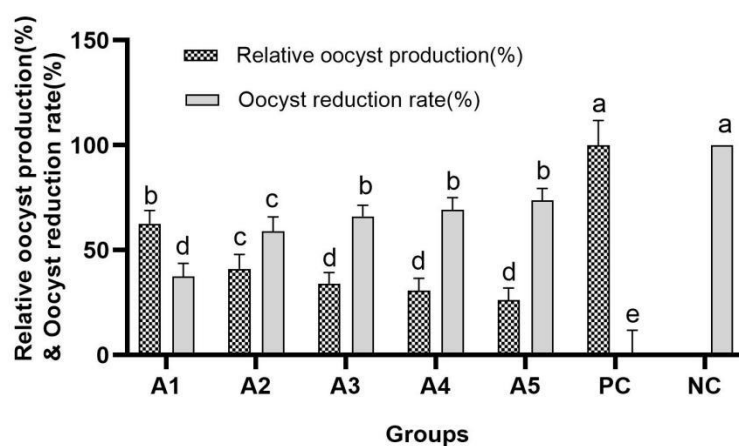 Relative oocyst production(%)
& Oocyst reduction rate(%)
150
100
50
0
Relative oocyst production(%)
Oocyst reduction rate(%)
b
d
c
c
d
b
d
b
d
b
a
e
a
A1
A2
A3
A4
A5
PC
NC
Groups